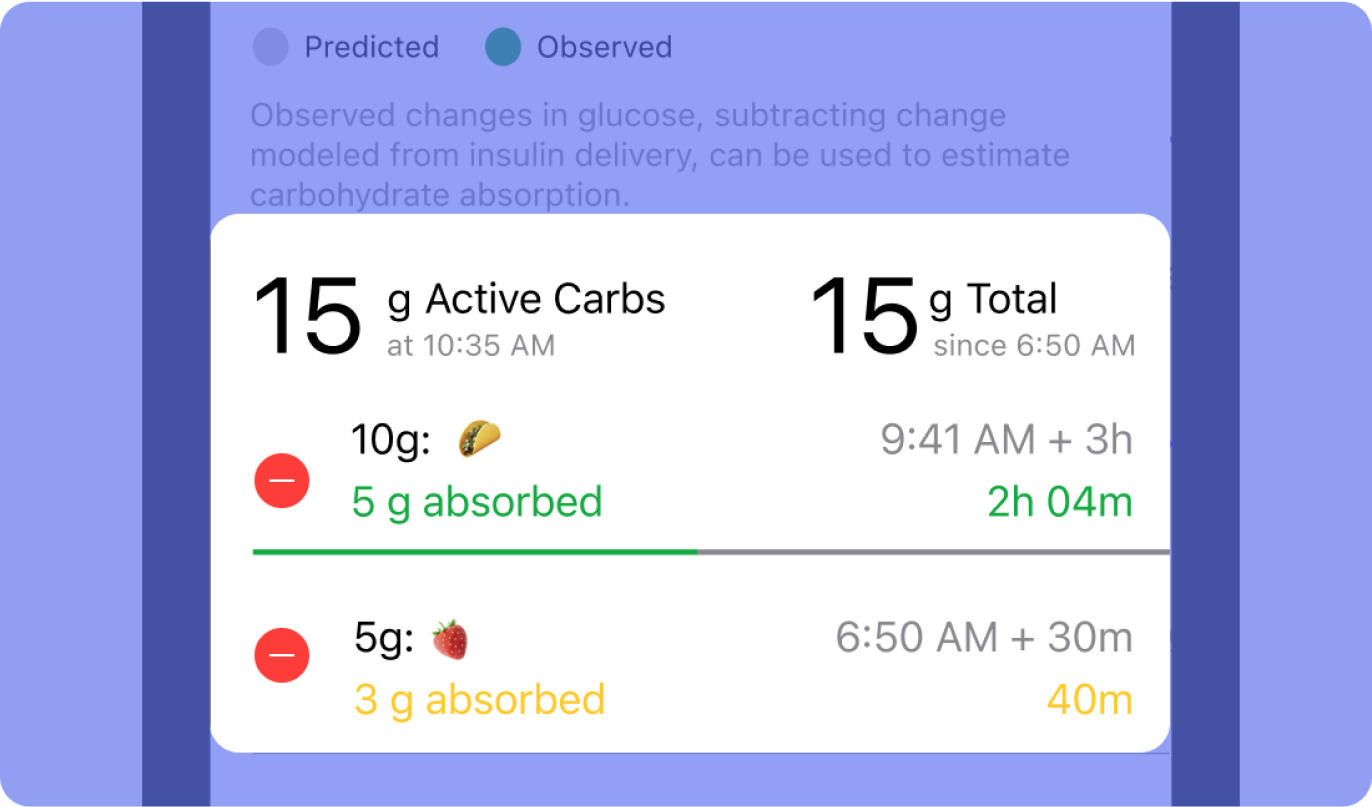 Predicted Observed
Observed changes in glucose, subtracting change
modeled from insulin delivery, can be used to estimate
carbohydrate absorption.
15 g Active Carbs
at 10:35 AM
15 g Total
since 6:50 AM
10g: 🌮 9:41 AM + 3h
5 g absorbed 2h 04m
5g: 🍓 6:50 AM + 30m
3 g absorbed 40m